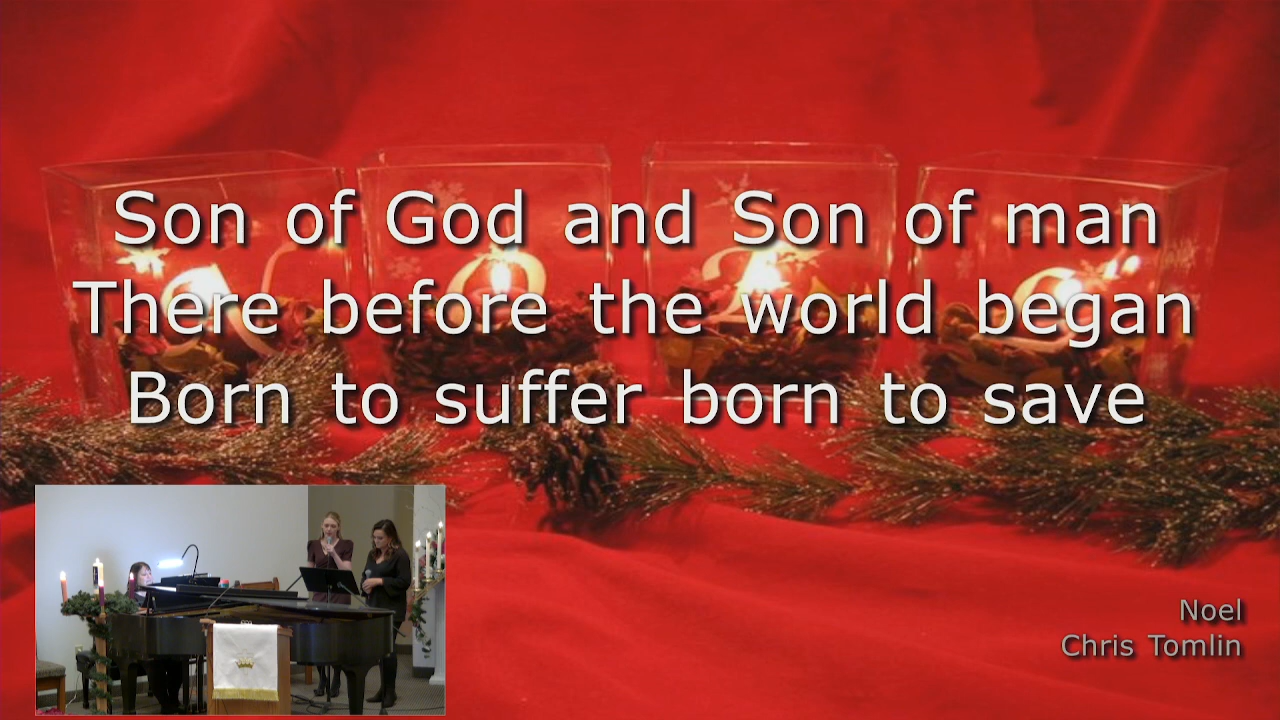 Son of God and Son of man
There before the world began
Born to suffer born to save
Noel
Chris Tomlin